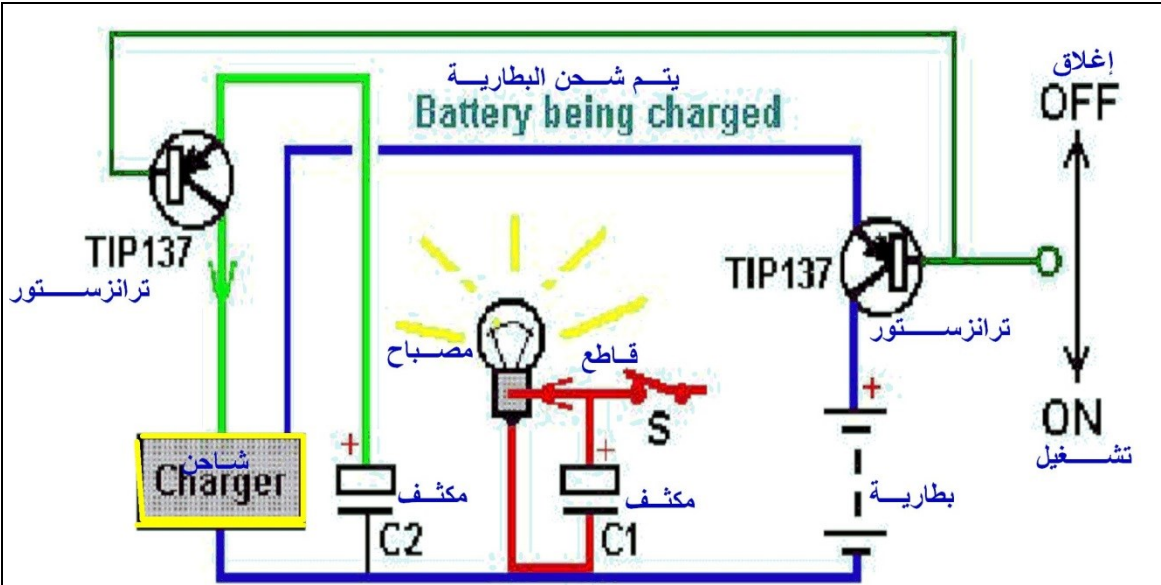 يتم شحن البطارية
Battery being charged
إغلاق
OFF
TIP137
ترانزستور
TIP137
ترانزستور
مصباح
قاطع
S
+
ON
تشغيل
شاحن
Charger
+
مكثف
C2
+
مكثف
C1
بطارية